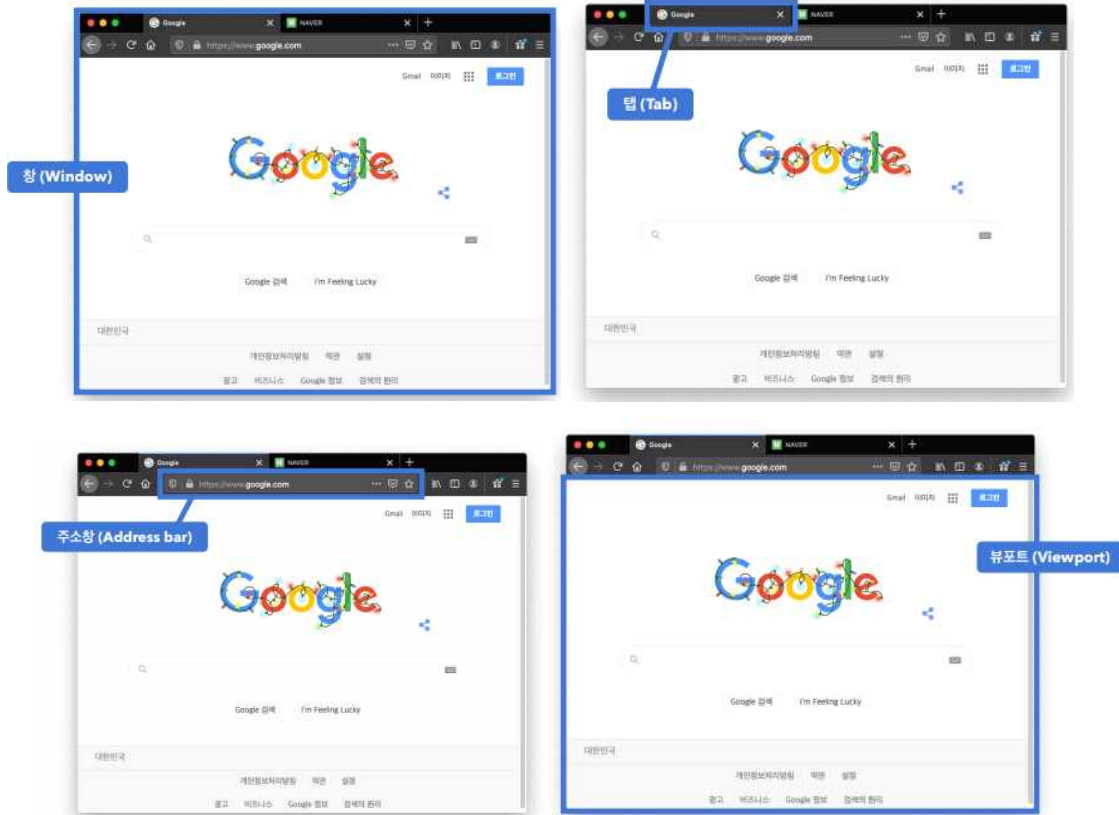 Google
NAVER
https://www.google.com
Gmail 이미지
로그인
창 (Window)
Google
Google 검색 I'm Feeling Lucky
대한민국
개인정보처리방침 약관 설정
광고 비즈니스 Google 정보 검색의 원리
Google
NAVER
https://www.google.com
Gmail 이미지
로그인
탭 (Tab)
Google
Google 검색 I'm Feeling Lucky
대한민국
개인정보처리방침 약관 설정
광고 비즈니스 Google 정보 검색의 원리
Google
NAVER
https://www.google.com
Gmail 이미지
로그인
주소창 (Address bar)
Google
Google 검색 I'm Feeling Lucky
대한민국
개인정보처리방침 약관 설정
광고 비즈니스 Google 정보 검색의 원리
Google
NAVER
https://www.google.com
Gmail 이미지
로그인
뷰포트 (Viewport)
Google
Google 검색 I'm Feeling Lucky
대한민국
개인정보처리방침 약관 설정
광고 비즈니스 Google 정보 검색의 원리